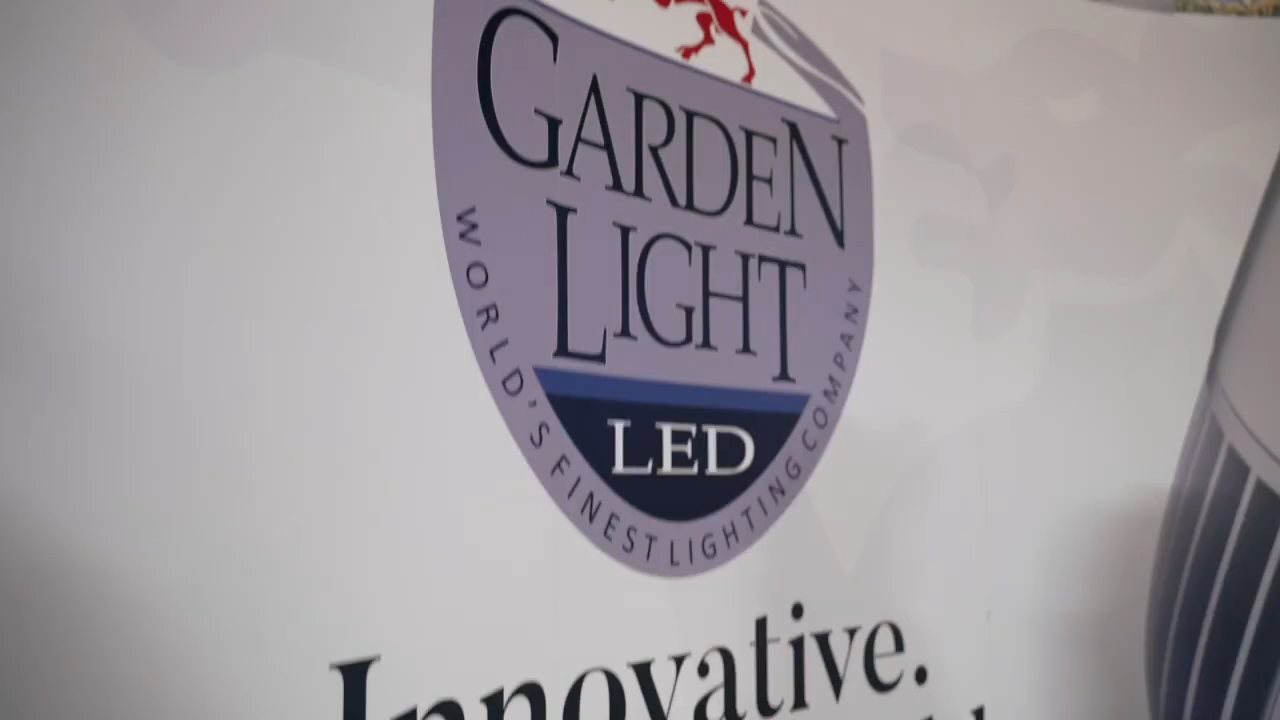 GARDEN
LIGHT
LED
WORLD'S FINEST LIGHTING COMPANY
Innovative.